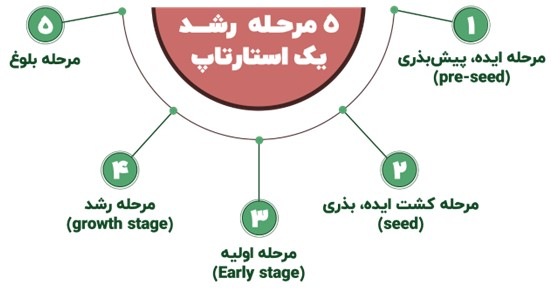 ۵ مرحله رشد
یک استارتاپ
۱
مرحله ایده، پیش‌بذری
(pre-seed)
۲
مرحله کشت ایده، بذری
(seed)
۳
مرحله اولیه
(Early stage)
۴
مرحله رشد
(growth stage)
۵
مرحله بلوغ